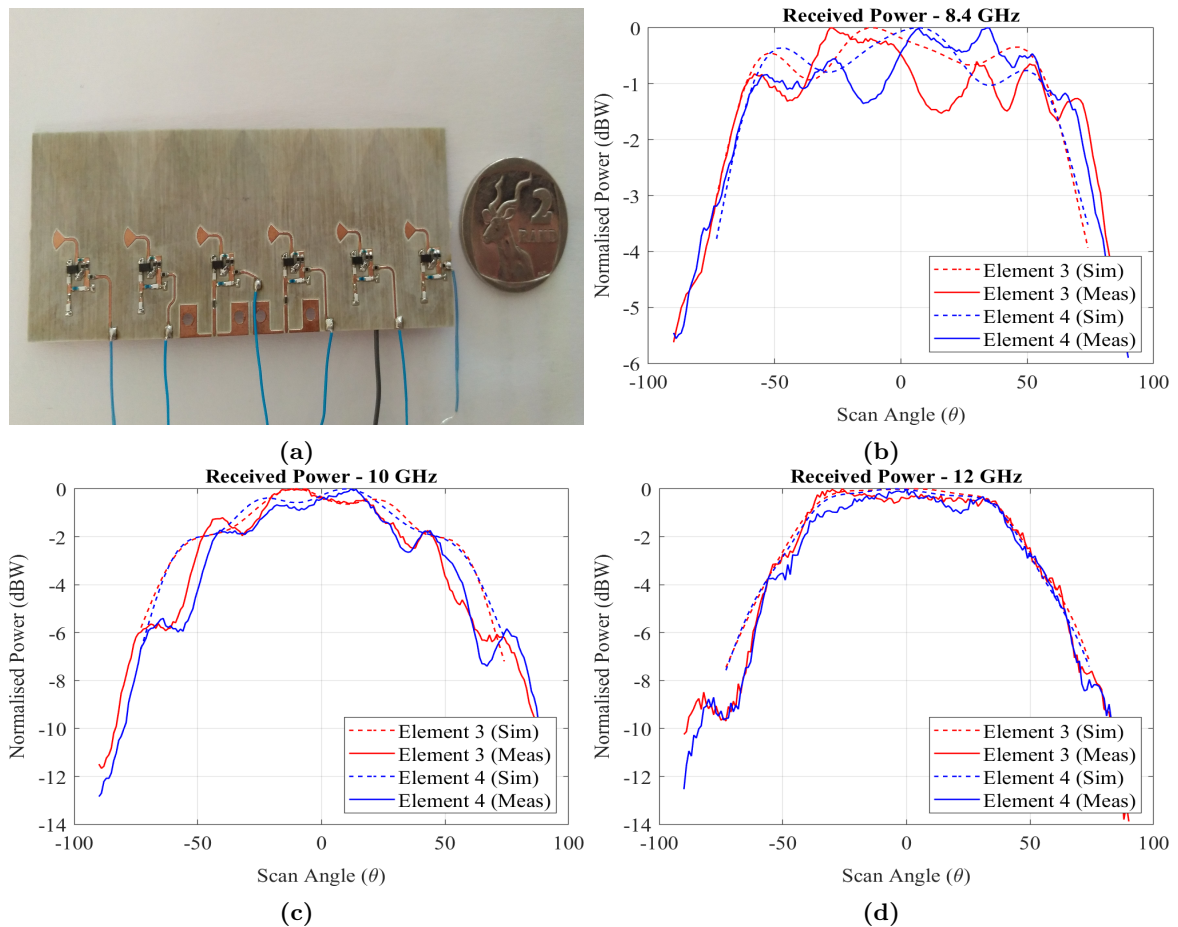 2
RAND
(a)
Received Power - 8.4 GHz
Normalised Power (dBW)
0
-1
-2
-3
-4
-5
-6
-100
-50
0
50
100
Scan Angle (θ)
Element 3 (Sim)
Element 3 (Meas)
Element 4 (Sim)
Element 4 (Meas)
(b)
Received Power - 10 GHz
Normalised Power (dBW)
0
-2
-4
-6
-8
-10
-12
-14
-100
-50
0
50
100
Scan Angle (θ)
Element 3 (Sim)
Element 3 (Meas)
Element 4 (Sim)
Element 4 (Meas)
(c)
Received Power - 12 GHz
Normalised Power (dBW)
0
-2
-4
-6
-8
-10
-12
-14
-100
-50
0
50
100
Scan Angle (θ)
Element 3 (Sim)
Element 3 (Meas)
Element 4 (Sim)
Element 4 (Meas)
(d)